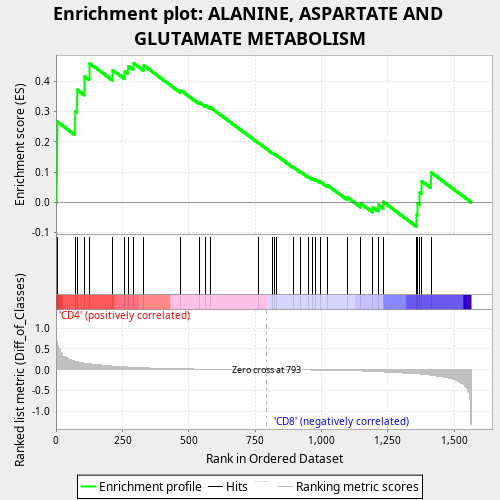 Enrichment plot: ALANINE, ASPARTATE AND
GLUTAMATE METABOLISM
Enrichment score (ES)
0.4
0.3
0.2
0.1
0.0
-0.1
'CD4' (positively correlated)
Ranked list metric (Diff_of_Classes)
1.0
0.5
0.0
-0.5
-1.0
Zero cross at 793
'CD8' (negatively correlated)
0
250
500
750
1,000
1,250
1,500
Rank in Ordered Dataset
Enrichment profile
Hits
Ranking metric scores